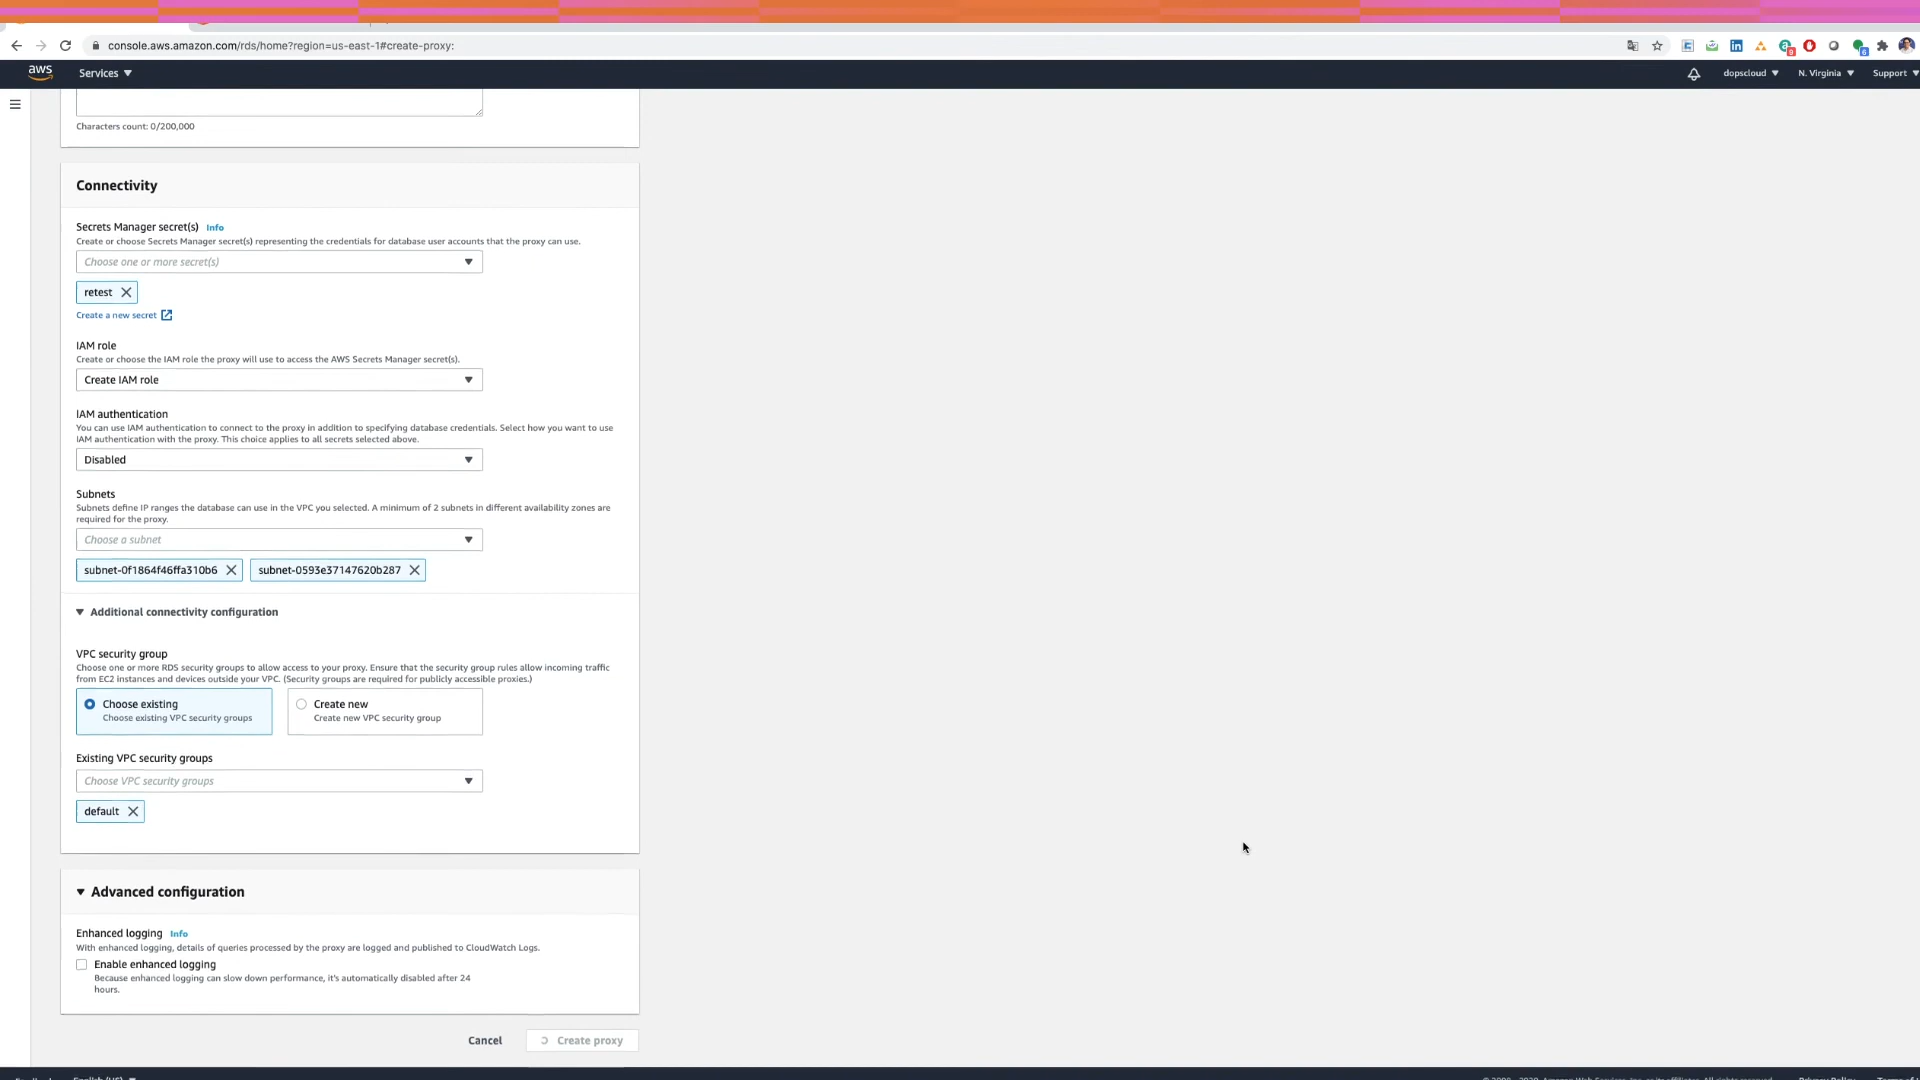 console.aws.amazon.com/rds/home?region=us-east-1#create-proxy:
aws
Services
dopscloud
N. Virginia
Support
Characters count: 0/200,000
Connectivity
Secrets Manager secret(s) Info
Create or choose Secrets Manager secret(s) representing the credentials for database user accounts that the proxy can use.
Choose one or more secret(s)
retest
Create a new secret
IAM role
Create or choose the IAM role the proxy will use to access the AWS Secrets Manager secret(s).
Create IAM role
IAM authentication
You can use IAM authentication to connect to the proxy in addition to specifying database credentials. Select how you want to use
IAM authentication with the proxy. This choice applies to all secrets selected above.
Disabled
Subnets
Subnets define IP ranges the database can use in the VPC you selected. A minimum of 2 subnets in different availability zones are
required for the proxy.
Choose a subnet
subnet-0f1864f46ffa310b6
subnet-0593e37147620b287
Additional connectivity configuration
VPC security group
Choose one or more RDS security groups to allow access to your proxy. Ensure that the security group rules allow incoming traffic
from EC2 instances and devices outside your VPC. (Security groups are required for publicly accessible proxies.)
Choose existing
Choose existing VPC security groups
Create new
Create new VPC security group
Existing VPC security groups
Choose VPC security groups
default
Advanced configuration
Enhanced logging Info
With enhanced logging, details of queries processed by the proxy are logged and published to CloudWatch Logs.
Enable enhanced logging
Because enhanced logging can slow down performance, it's automatically disabled after 24
hours.
Cancel
Create proxy